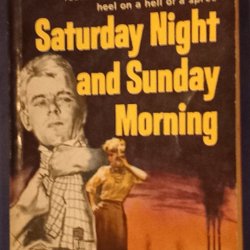 heel on a hell of a spree
Saturday Night
and Sunday
Morning